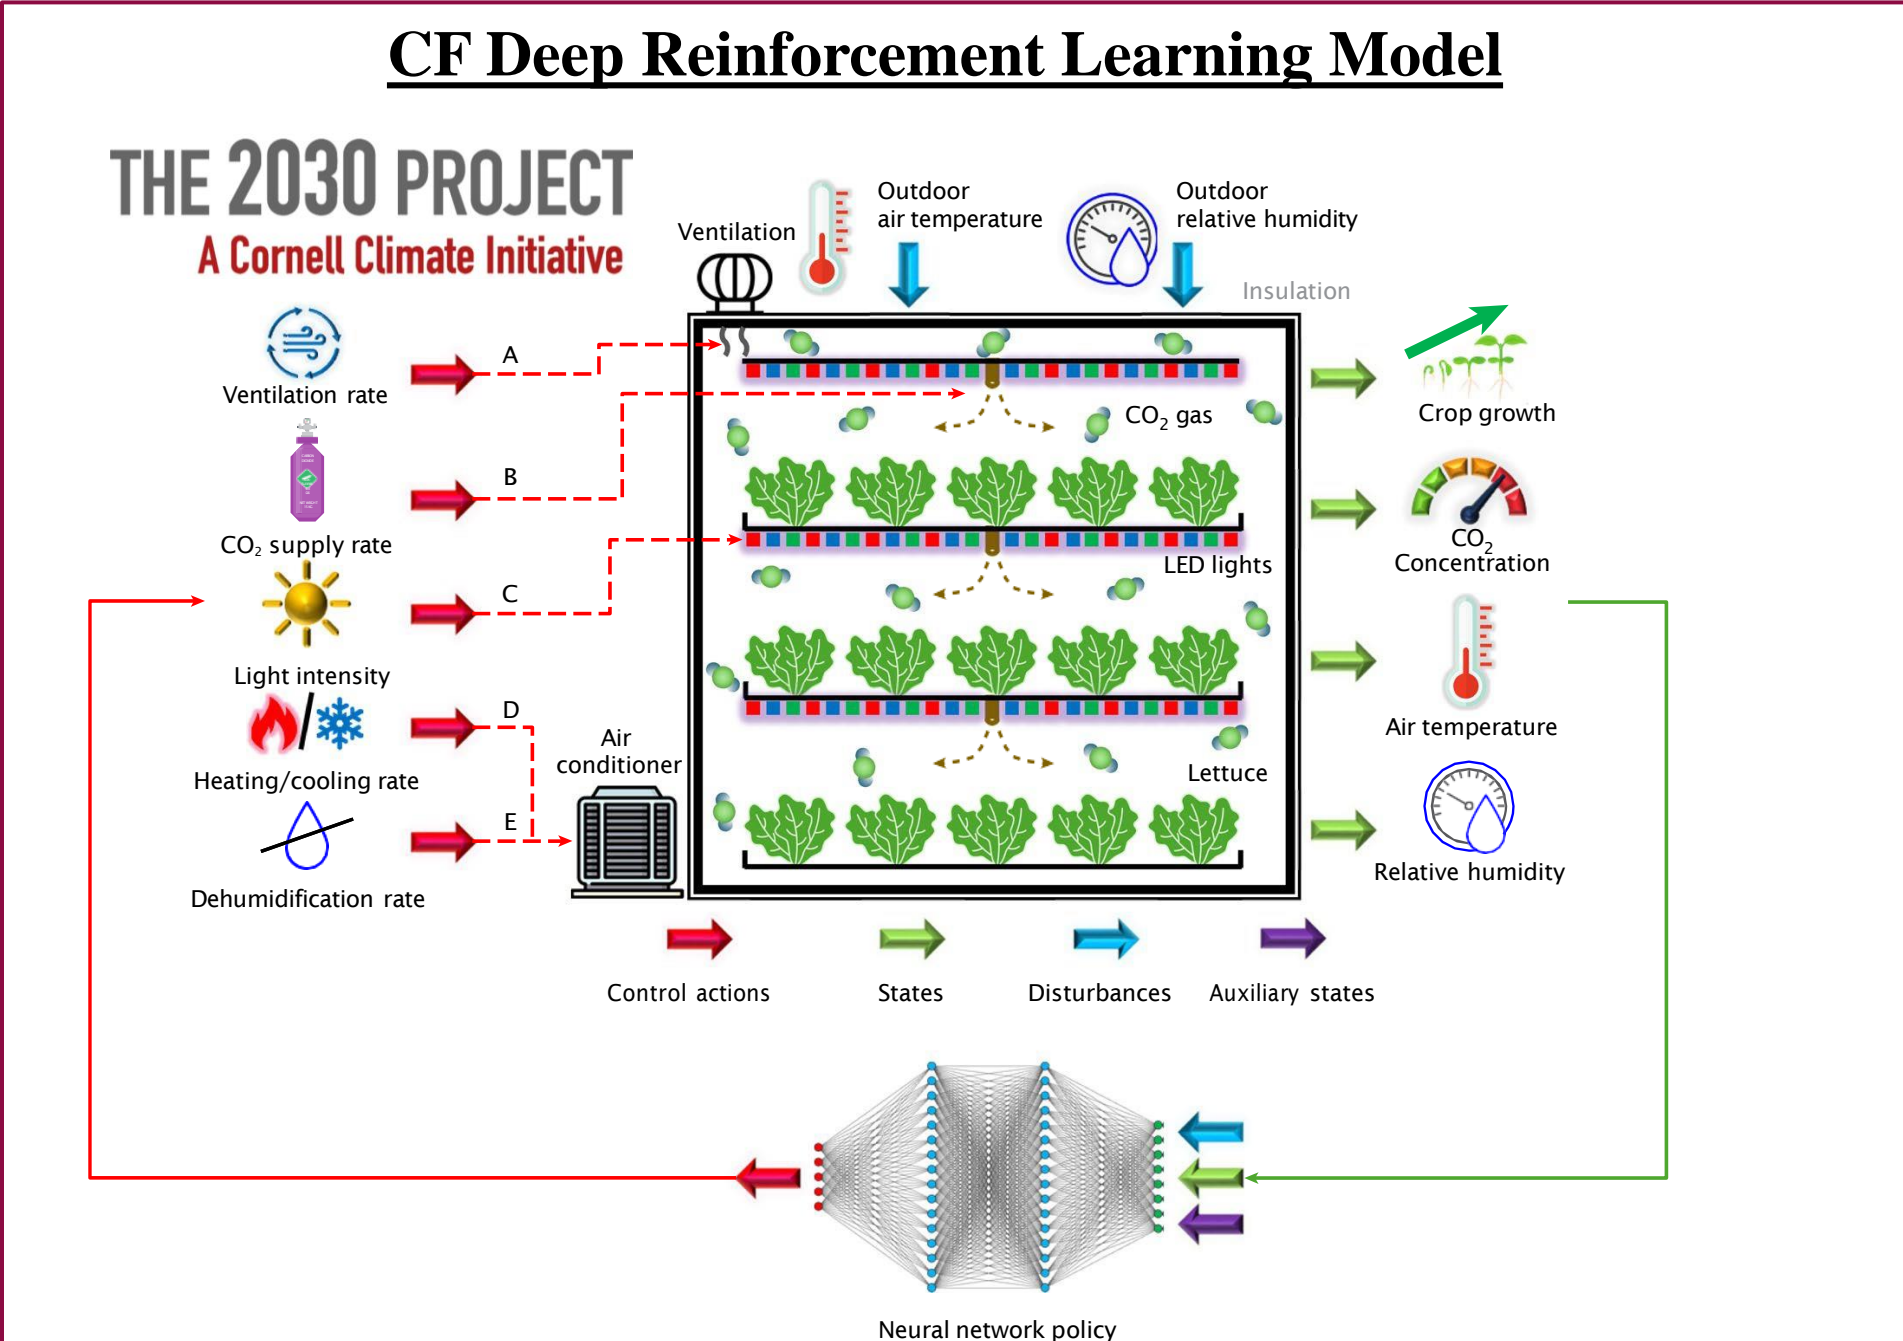 CF Deep Reinforcement Learning Model
THE 2030 PROJECT
A Cornell Climate Initiative
Ventilation
Outdoor
air temperature
Outdoor
relative humidity
Insulation
Ventilation rate
A
CO₂ supply rate
B
Light intensity
C
Heating/cooling rate
D
Dehumidification rate
E
Air
conditioner
CO₂ gas
LED lights
Lettuce
Crop growth
CO₂
Concentration
Air temperature
Relative humidity
Control actions
States
Disturbances
Auxiliary states
Neural network policy